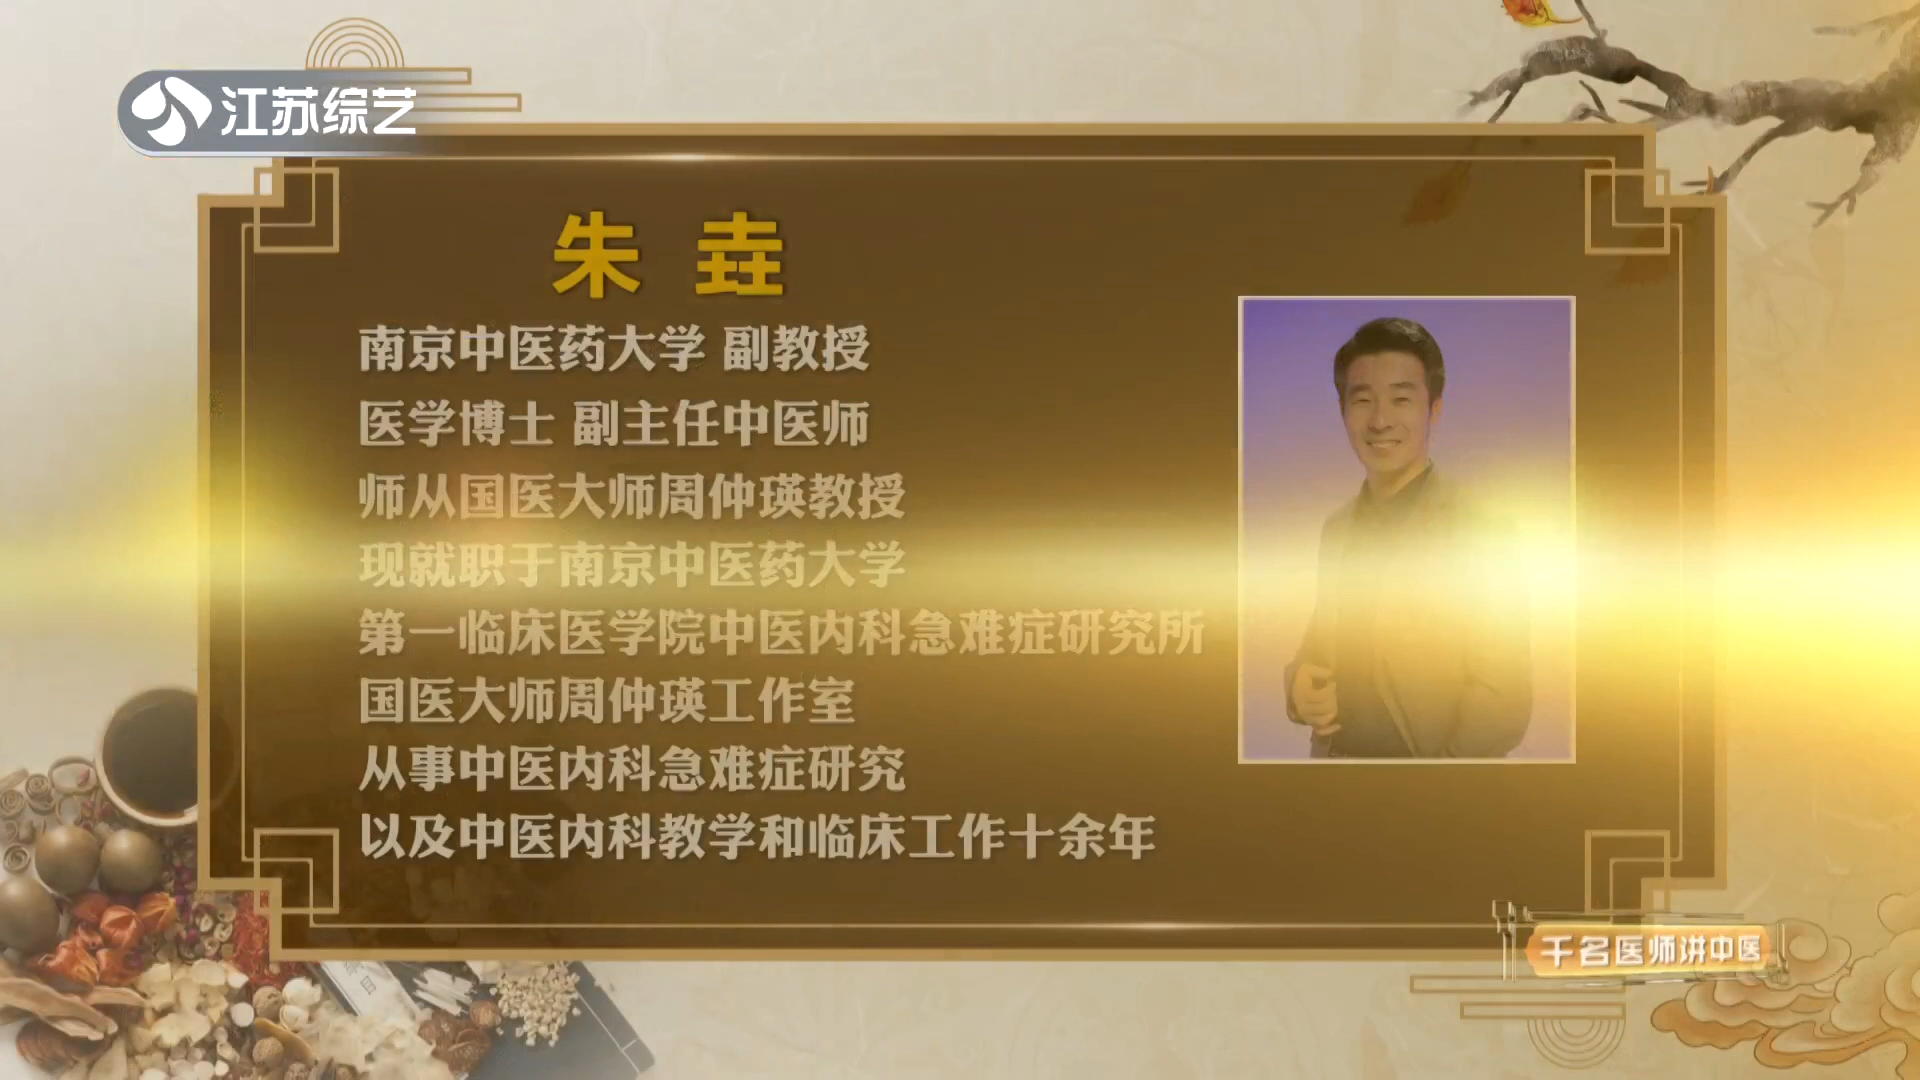 江苏综艺
朱 垚
南京中医药大学 副教授
医学博士 副主任中医师
师从国医大师周仲瑛教授
现就职于南京中医药大学
第一临床医学院中医内科急难症研究所
国医大师周仲瑛工作室
从事中医内科急难症研究
以及中医内科教学和临床工作十余年
千名医师讲中医